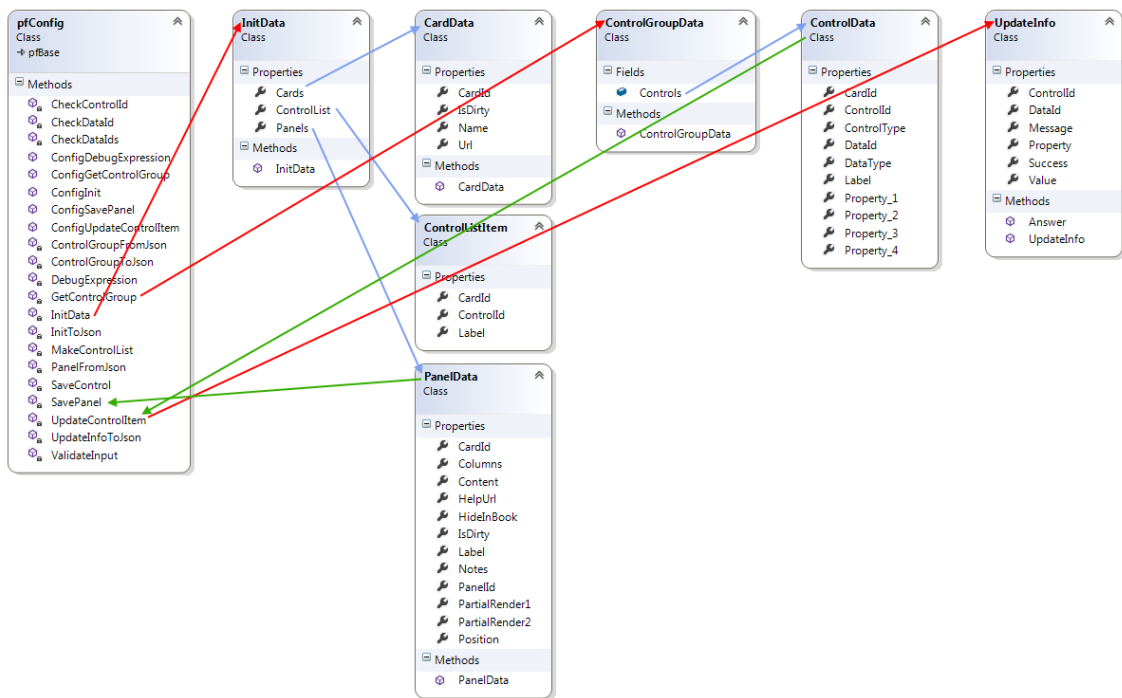 pfConfig
Class
pfBase
Methods
CheckControlId
CheckDataId
CheckDataIds
ConfigDebugExpression
ConfigGetControlGroup
ConfigInit
ConfigSavePanel
ConfigUpdateControlItem
ControlGroupFromJson
ControlGroupToJson
DebugExpression
GetControlGroup
InitData
InitToJson
MakeControlList
PanelFromJson
SaveControl
SavePanel
UpdateControlItem
UpdateInfoToJson
ValidateInput
InitData
Class
Properties
Cards
ControlList
Panels
Methods
InitData
CardData
Class
Properties
CardId
IsDirty
Name
Url
Methods
CardData
ControlListItem
Class
Properties
CardId
ControlId
Label
PanelData
Class
Properties
CardId
Columns
Content
HelpUrl
HideInBook
IsDirty
Label
Notes
PanelId
PartialRender1
PartialRender2
Position
Methods
PanelData
ControlGroupData
Class
Fields
Controls
Methods
ControlGroupData
ControlData
Class
Properties
CardId
ControlId
ControlType
DataId
DataType
Label
Property_1
Property_2
Property_3
Property_4
UpdateInfo
Class
Properties
ControlId
DataId
Message
Property
Success
Value
Methods
Answer
UpdateInfo